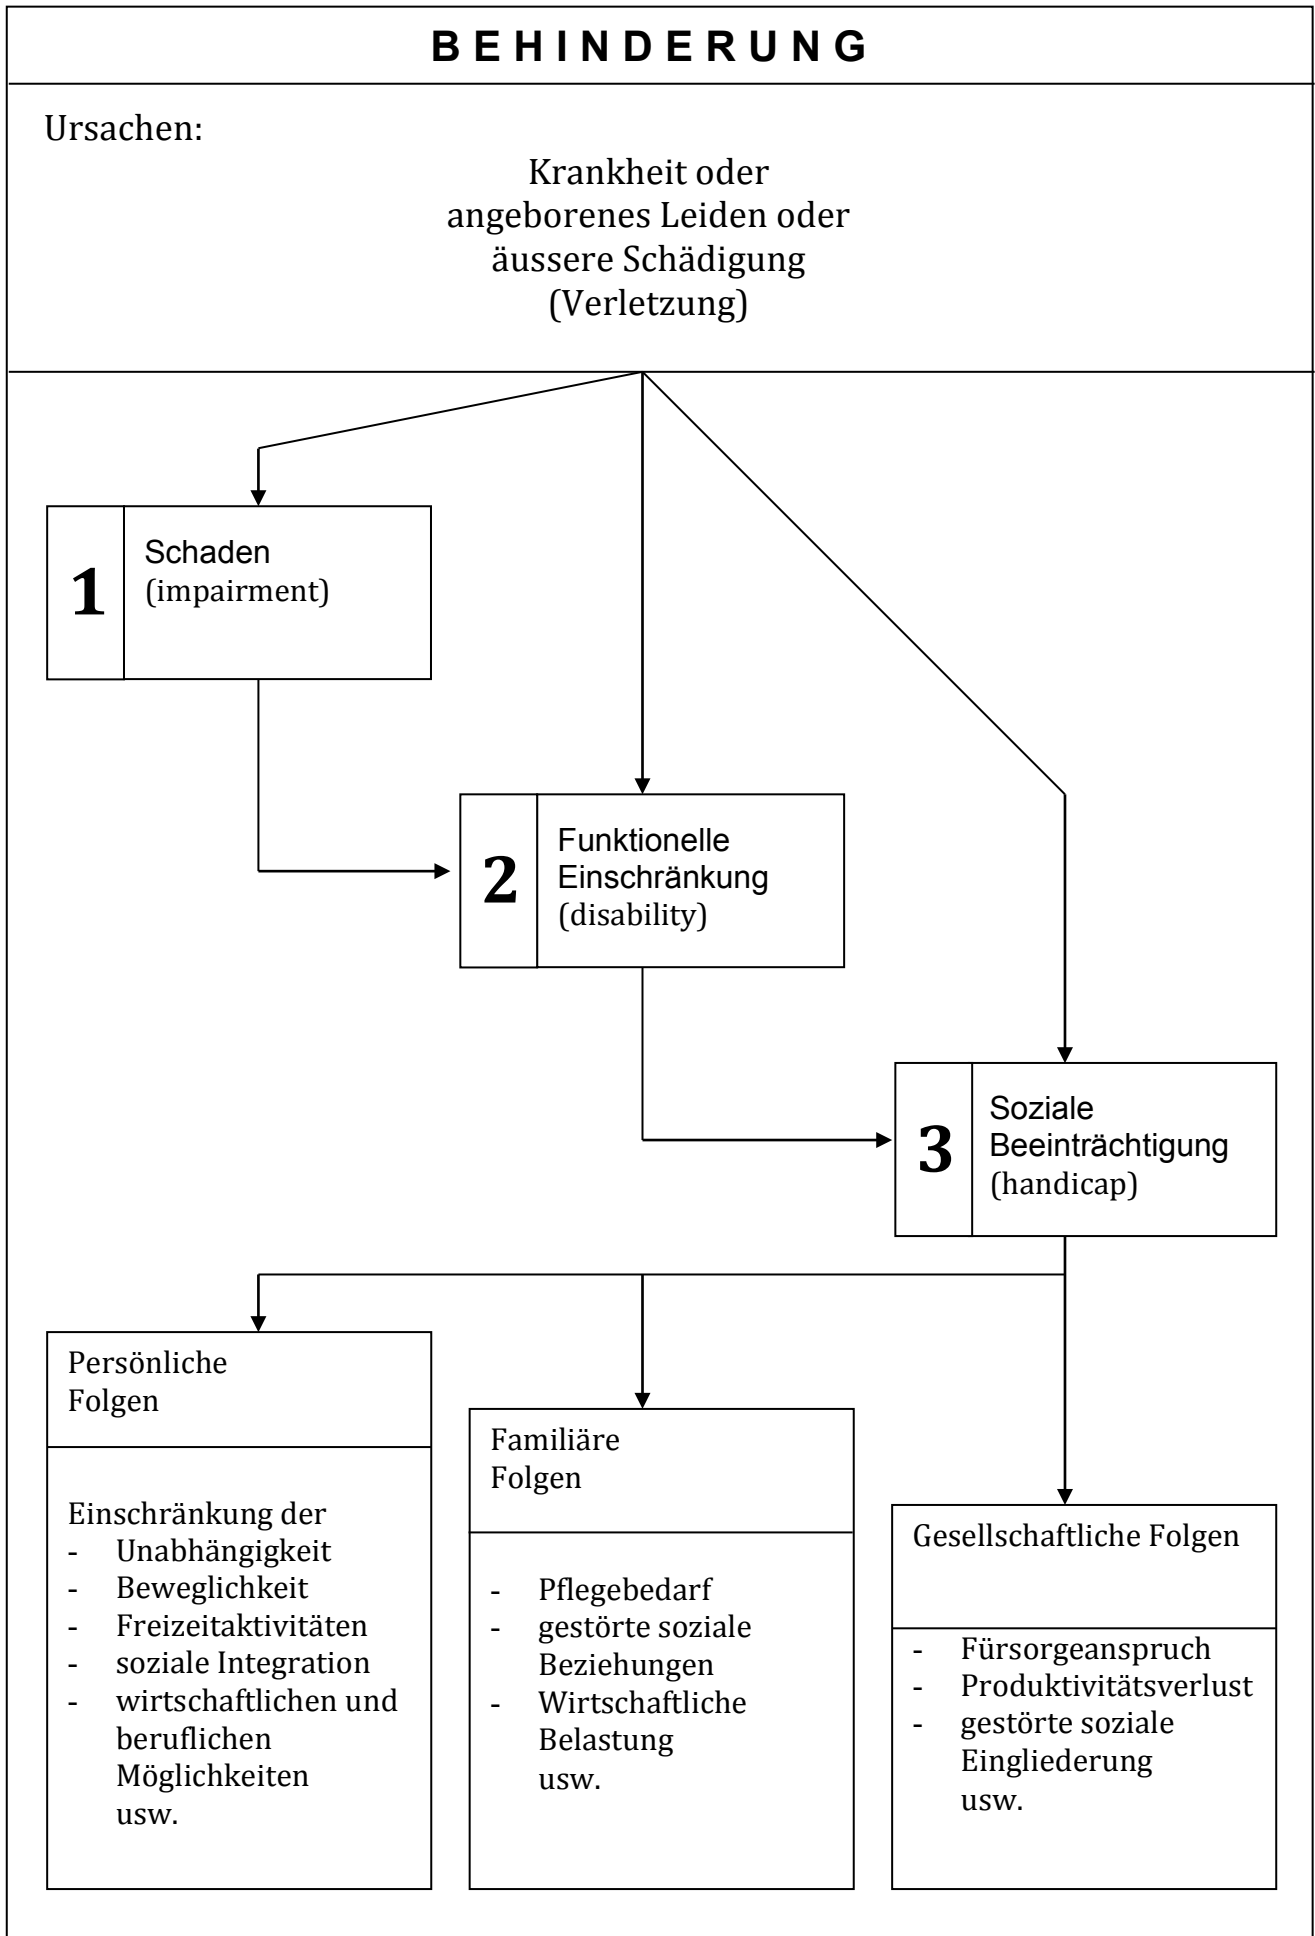 BEHINDERUNG
Ursachen:
Krankheit oder
angeborenes Leiden oder
äussere Schädigung
(Verletzung)
1
Schaden
(impairment)
2
Funktionelle
Einschränkung
(disability)
3
Soziale
Beeinträchtigung
(handicap)
Persönliche
Folgen
Einschränkung der
- Unabhängigkeit
- Beweglichkeit
- Freizeitaktivitäten
- soziale Integration
- wirtschaftlichen und
beruflichen
Möglichkeiten
usw.
Familiäre
Folgen
- Pflegebedarf
- gestörte soziale
Beziehungen
- Wirtschaftliche
Belastung
usw.
Gesellschaftliche Folgen
- Fürsorgeanspruch
- Produktivitätsverlust
- gestörte soziale
Eingliederung
usw.